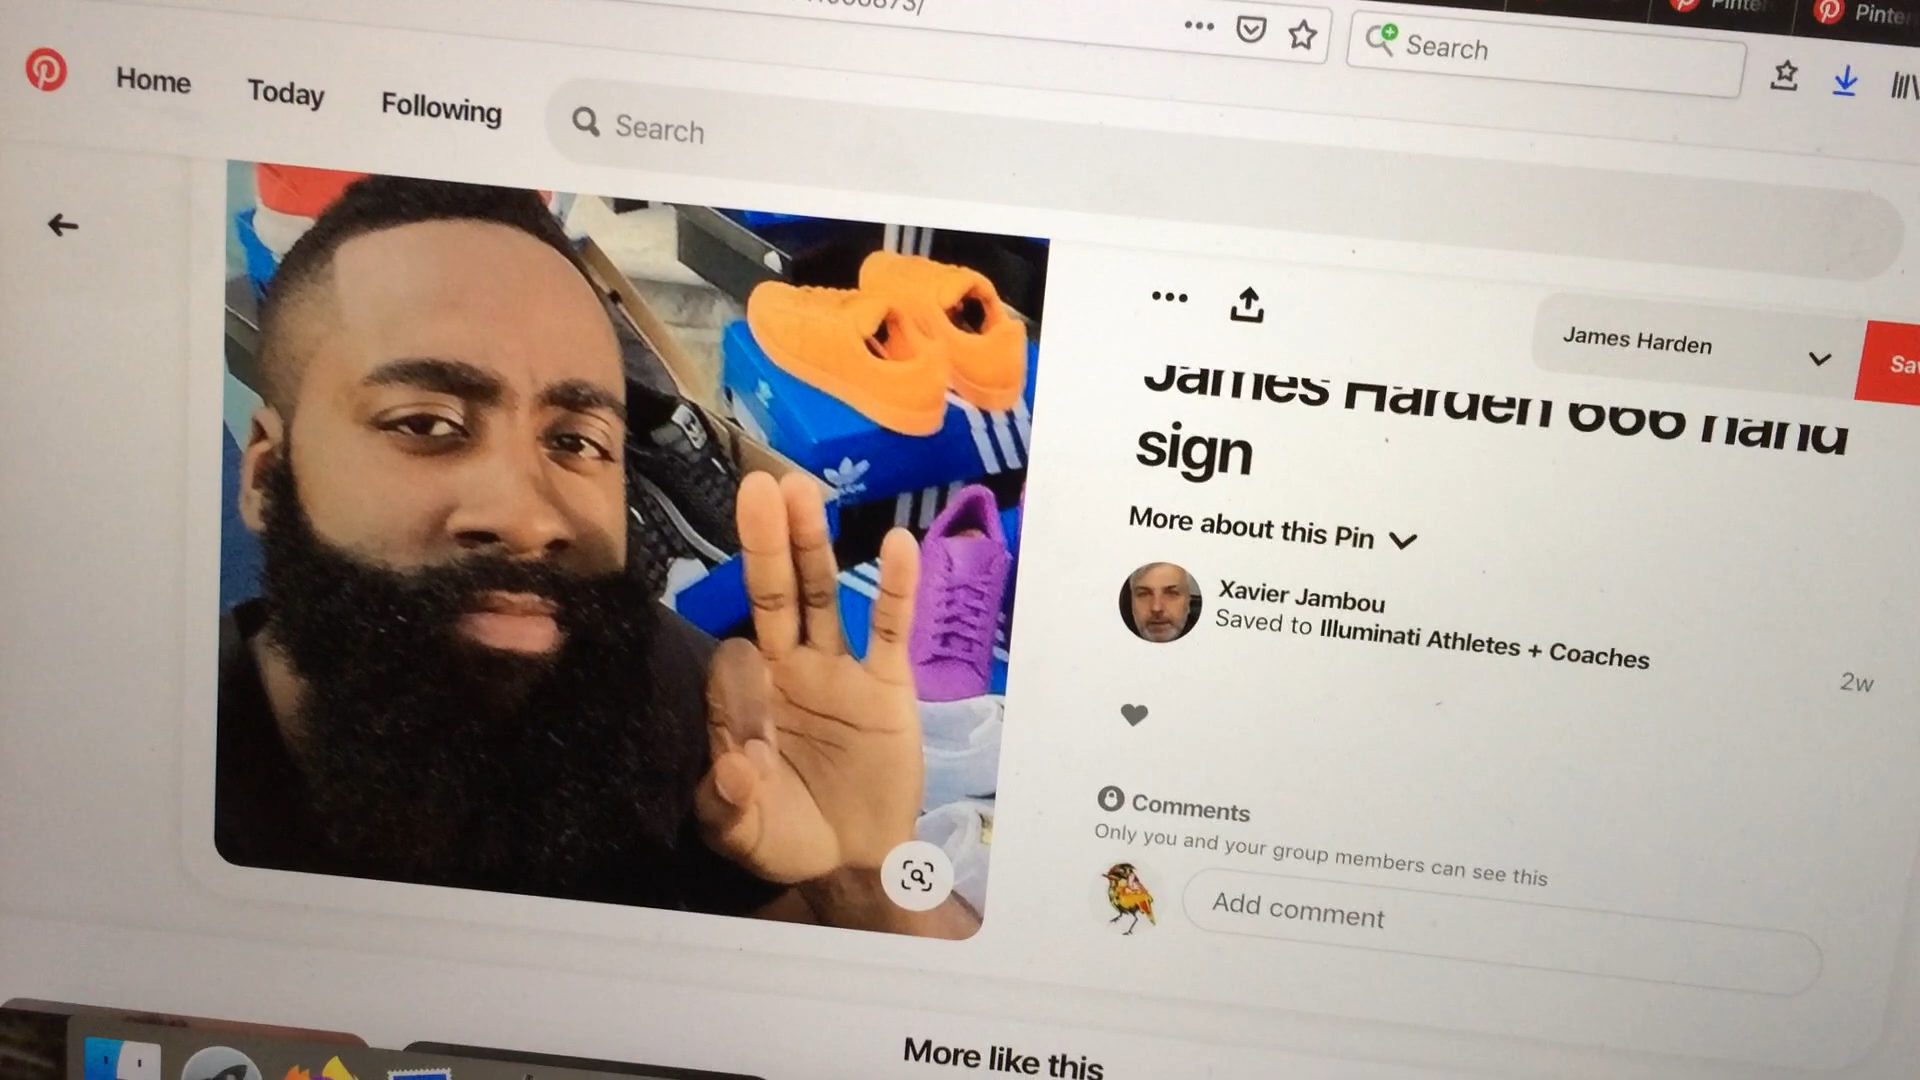 Pinte
Search
Home
Today
Following
Search
James Harden
James Harden 666 hand
sign
More about this Pin
Xavier Jambou
Saved to Illuminati Athletes + Coaches
2w
Comments
Only you and your group members can see this
Add comment
More like this